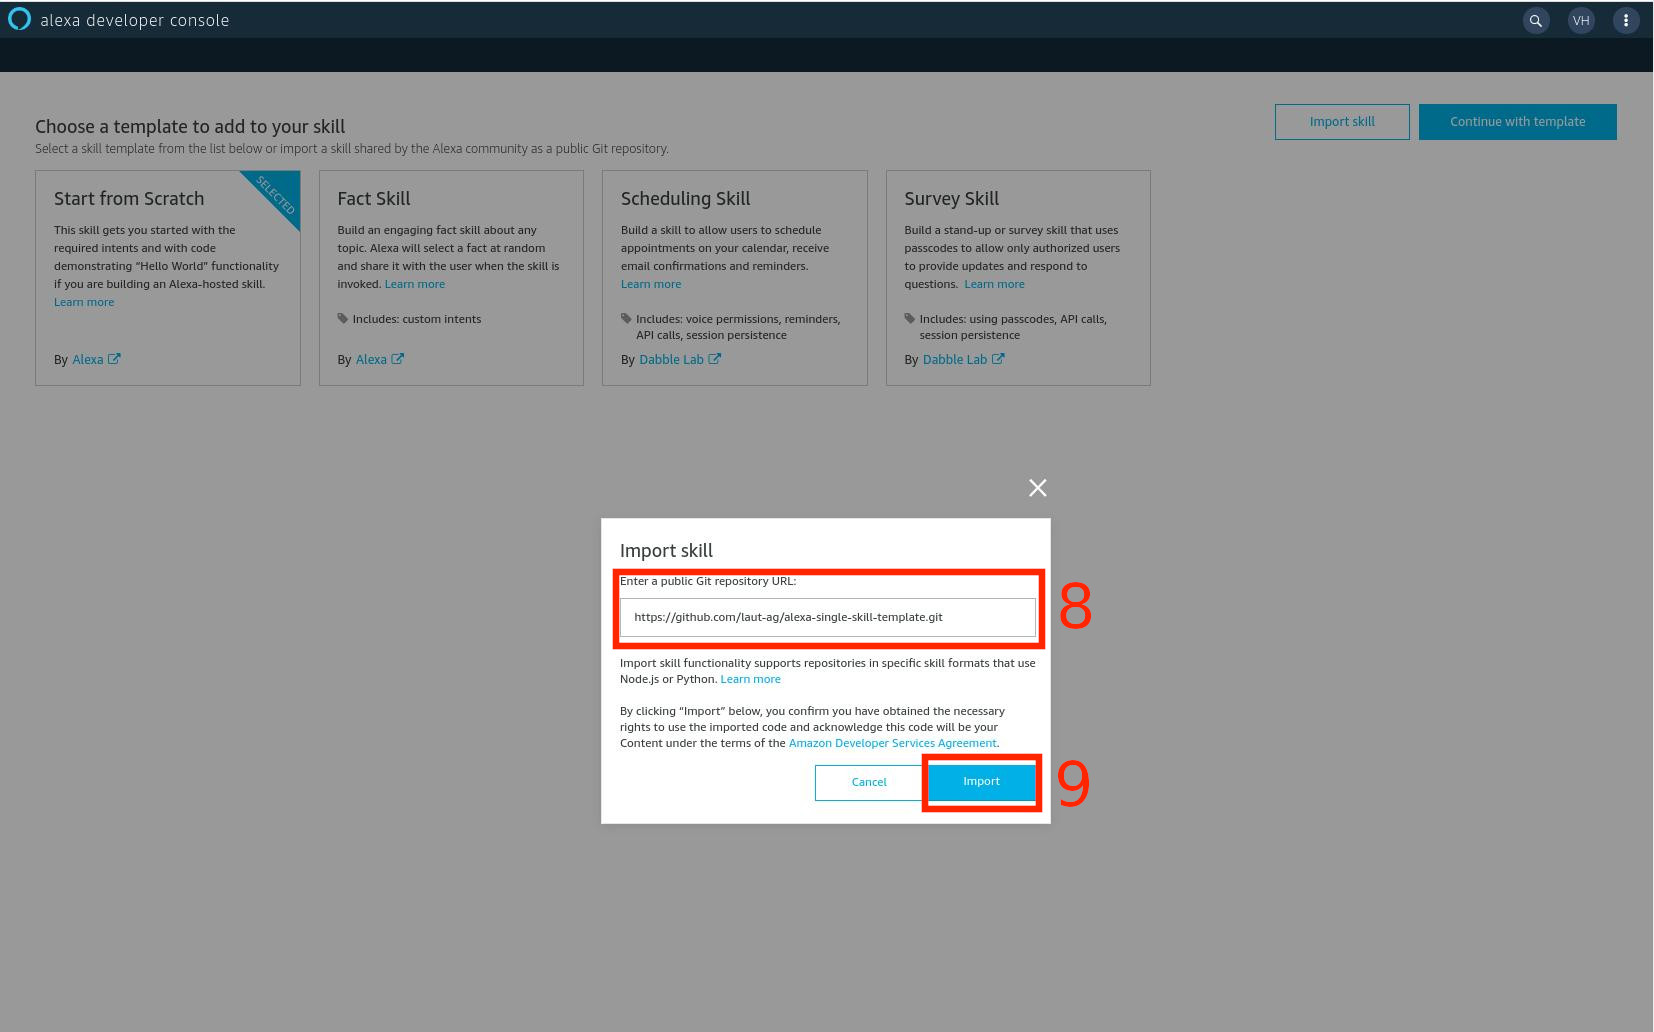 alexa developer console
VH
Choose a template to add to your skill
Select a skill template from the list below or import a skill shared by the Alexa community as a public Git repository.
Import skill
Continue with template
Start from Scratch
SELECTED
This skill gets you started with the
required intents and with code
demonstrating “Hello World” functionality
if you are building an Alexa-hosted skill.
Learn more
By Alexa
Fact Skill
Build an engaging fact skill about any
topic. Alexa will select a fact at random
and share it with the user when the skill is
invoked. Learn more
Includes: custom intents
By Alexa
Scheduling Skill
Build a skill to allow users to schedule
appointments on your calendar, receive
email confirmations and reminders.
Learn more
Includes: voice permissions, reminders,
API calls, session persistence
By Dabble Lab
Survey Skill
Build a stand-up or survey skill that uses
passcodes to allow only authorized users
to provide updates and respond to
questions. Learn more
Includes: using passcodes, API calls,
session persistence
By Dabble Lab
Import skill
Enter a public Git repository URL:
https://github.com/laut-ag/alexa-single-skill-template.git
8
Import skill functionality supports repositories in specific skill formats that use
Node.js or Python. Learn more
By clicking “Import” below, you confirm you have obtained the necessary
rights to use the imported code and acknowledge this code will be your
Content under the terms of the Amazon Developer Services Agreement.
Cancel
Import
9